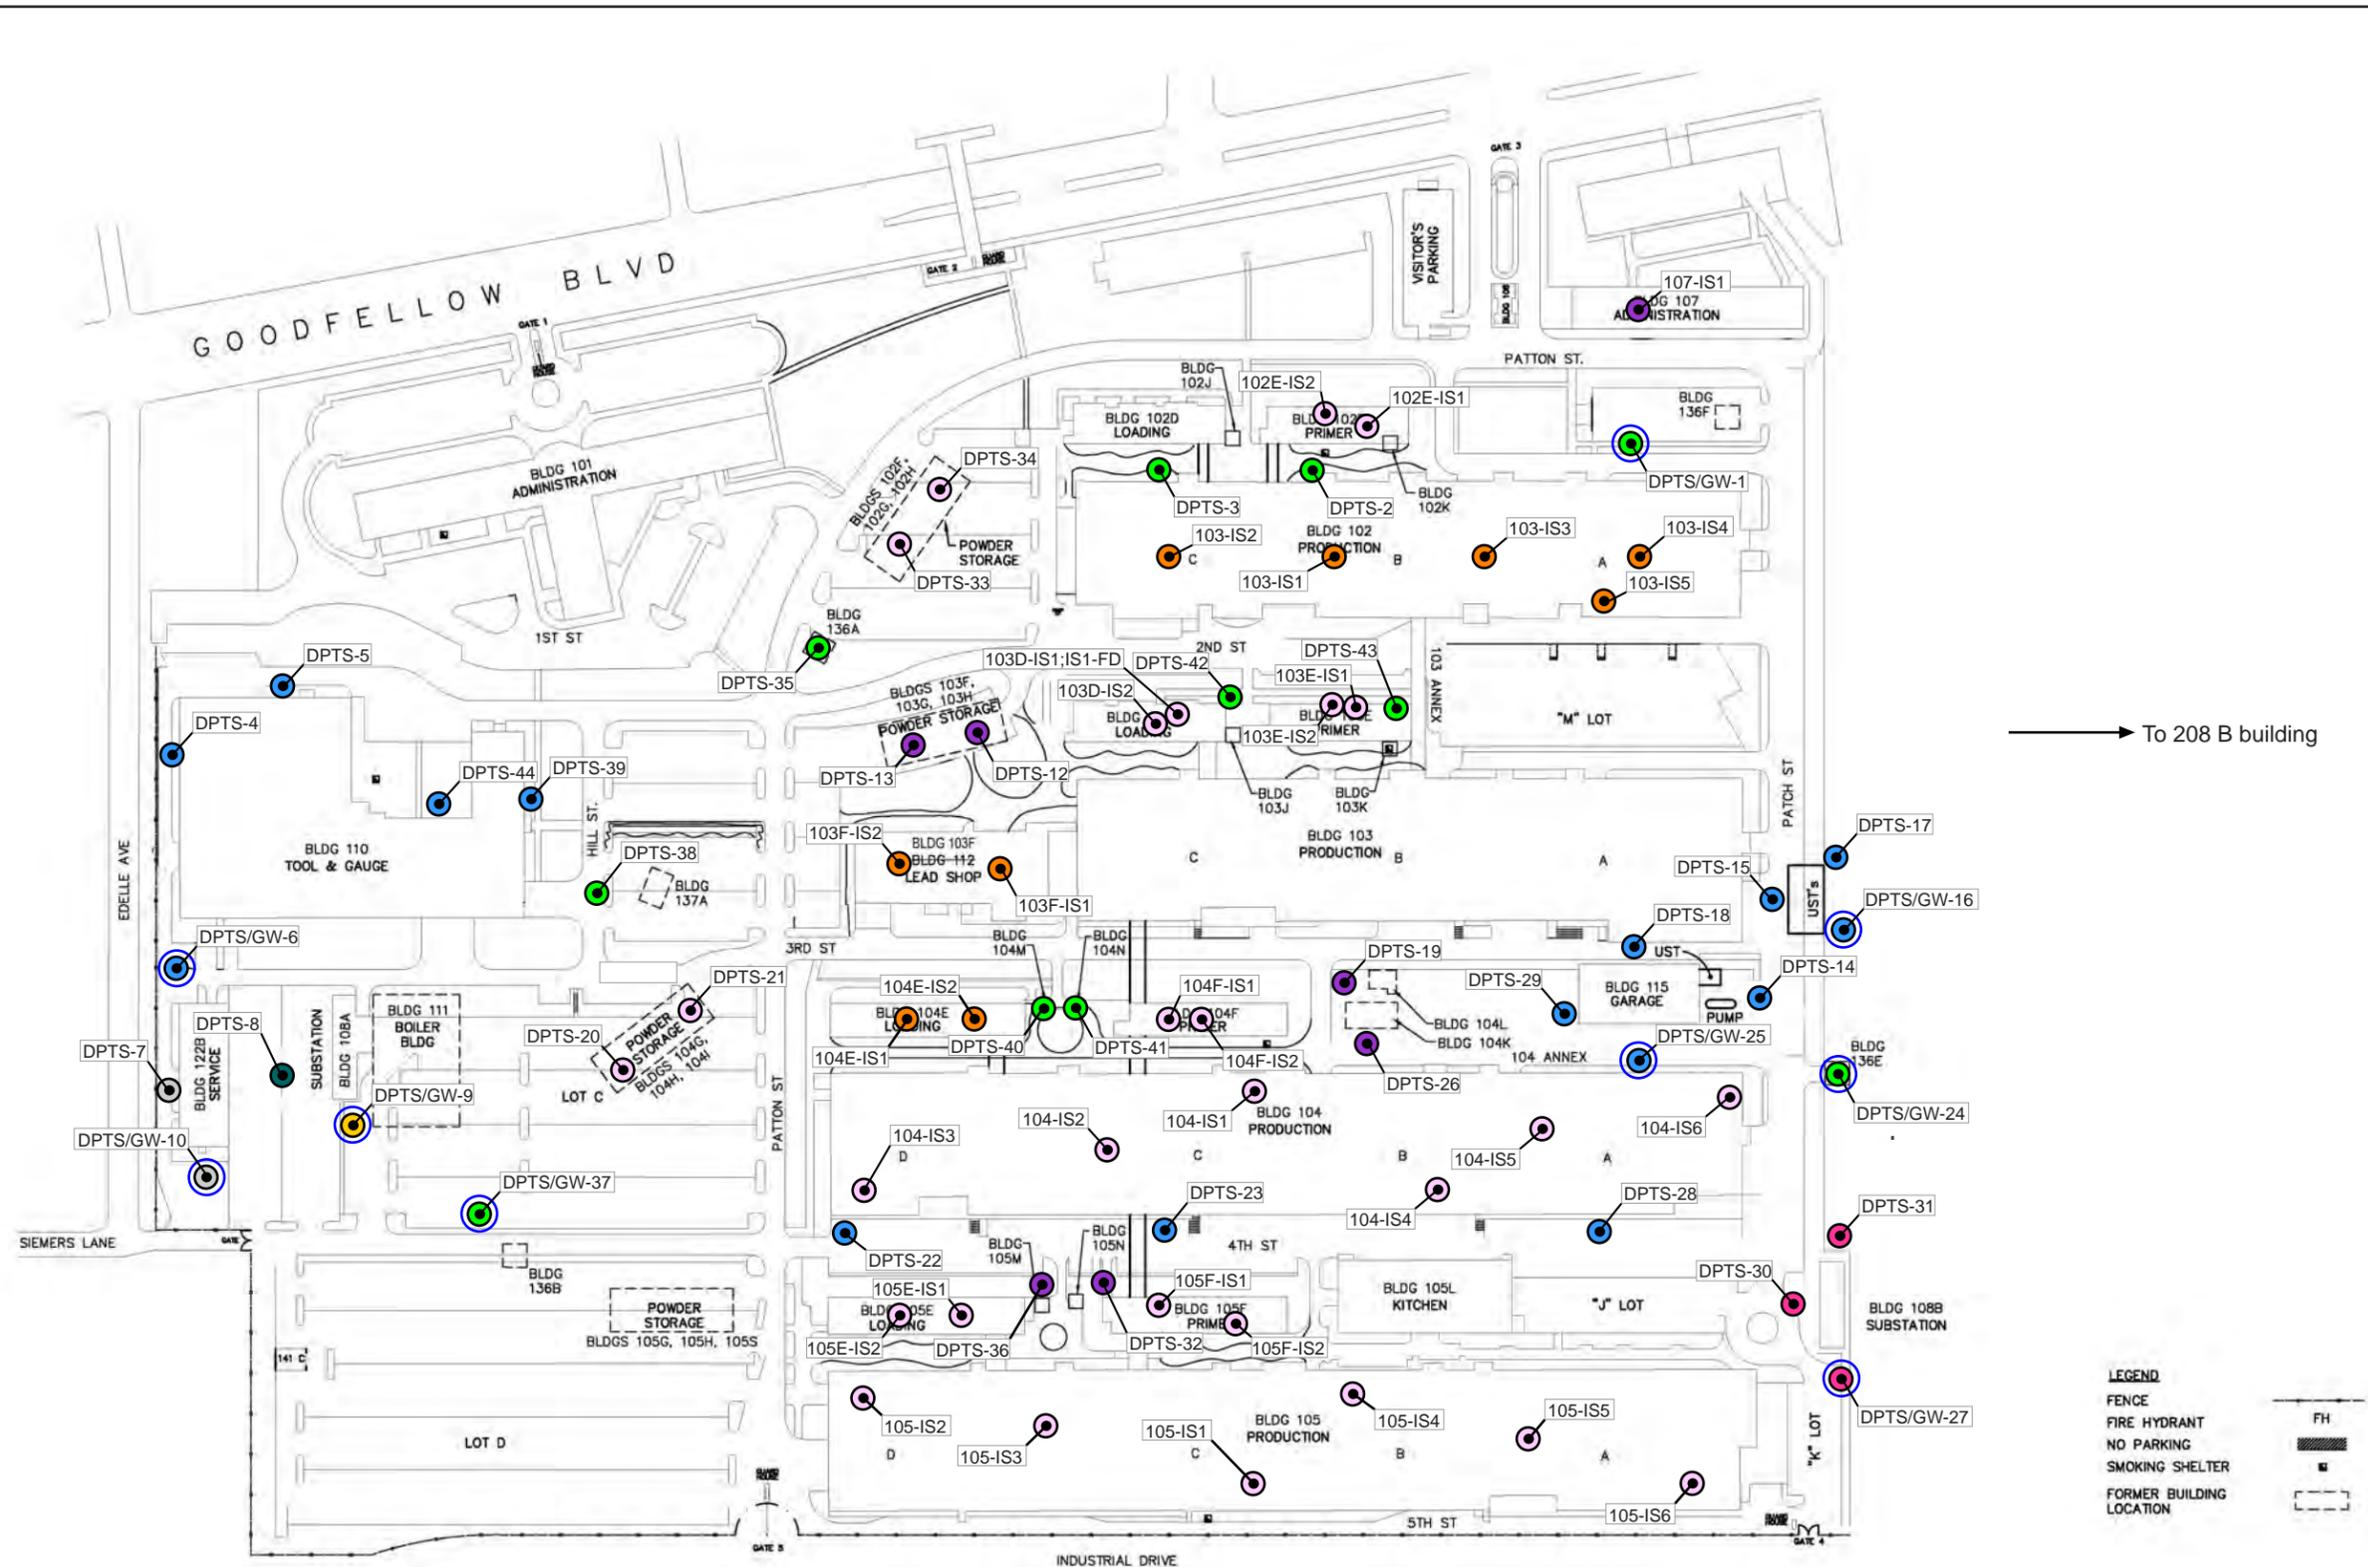 GATE 3
GOODFELLOW BLVD
GATE 1
GATE 2
GUARD
HOUSE
VISITOR'S
PARKING
107-IS1
BLDG 107
PATTON ST.
BLDG
102J
102E-IS2
102E-IS1
BLDG
136F
BLDG 102D
LOADING
PRIMER
BLDG 101
ADMINISTRATION
BLDGS 102F,
102G, 102H
DPTS-34
DPTS-3
DPTS-2
BLDG
102K
DPTS/GW-1
POWDER
STORAGE
DPTS-33
103-IS2
BLDG 102
PRODUCTION
C
B
A
103-IS1
103-IS3
103-IS4
103-IS5
1ST ST
BLDG
136A
DPTS-35
DPTS-5
DPTS-4
2ND ST
103D-IS1;IS1-FD
DPTS-42
DPTS-43
103D-IS2
103E-IS1
103E-IS2
103 ANNEX
"M" LOT
BLDGS 103F,
103G, 103H
POWDER STORAGE
BLDG
LOADING
PRIMER
DPTS-13
DPTS-12
DPTS-44
DPTS-39
BLDG
103J
BLDG
103K
PATCH ST
To 208 B building
EDELLE AVE
BLDG 110
TOOL & GAUGE
HILL ST.
DPTS-38
BLDG
137A
103F-IS2
BLDG 103F
BLDG 112
LEAD SHOP
103F-IS1
BLDG 103
PRODUCTION
C
B
A
DPTS-17
DPTS-15
UST's
DPTS/GW-16
DPTS-18
UST
DPTS/GW-6
3RD ST
BLDG
104M
BLDG
104N
DPTS-19
DPTS-29
DPTS-14
BLDG 115
GARAGE
PUMP
DPTS-21
DPTS-20
POWDER
STORAGE
BLDGS 104G,
104H, 104I
104E-IS2
BLDG 104E
LOADING
104E-IS1
DPTS-40
DPTS-41
104F-IS1
104F-IS2
BLDG 104L
BLDG 104K
DPTS-26
104 ANNEX
DPTS/GW-25
BLDG
136E
DPTS/GW-24
DPTS-8
DPTS-7
BLDG 122B
SERVICE
SUBSTATION
BLDG 108A
BLDG 111
BOILER
BLDG
LOT C
PATTON ST
DPTS/GW-9
DPTS/GW-10
DPTS/GW-37
104-IS3
104-IS2
104-IS1
BLDG 104
PRODUCTION
D
C
B
A
104-IS5
104-IS6
104-IS4
DPTS-23
DPTS-28
DPTS-31
SIEMERS LANE
GATE
DPTS-22
BLDG
105M
BLDG
105N
4TH ST
BLDG
136B
POWDER
STORAGE
BLDGS 105G, 105H, 105S
105E-IS1
LOADING
105E-IS2
DPTS-36
DPTS-32
105F-IS1
BLDG 105F
PRIMER
105F-IS2
BLDG 105L
KITCHEN
"J" LOT
DPTS-30
BLDG 108B
SUBSTATION
LOT D
105-IS2
105-IS3
105-IS1
BLDG 105
PRODUCTION
D
C
B
A
105-IS4
105-IS5
105-IS6
"K" LOT
DPTS/GW-27
5TH ST
GATE 4
INDUSTRIAL DRIVE
LEGEND
FENCE
FIRE HYDRANT FH
NO PARKING
SMOKING SHELTER
FORMER BUILDING
LOCATION